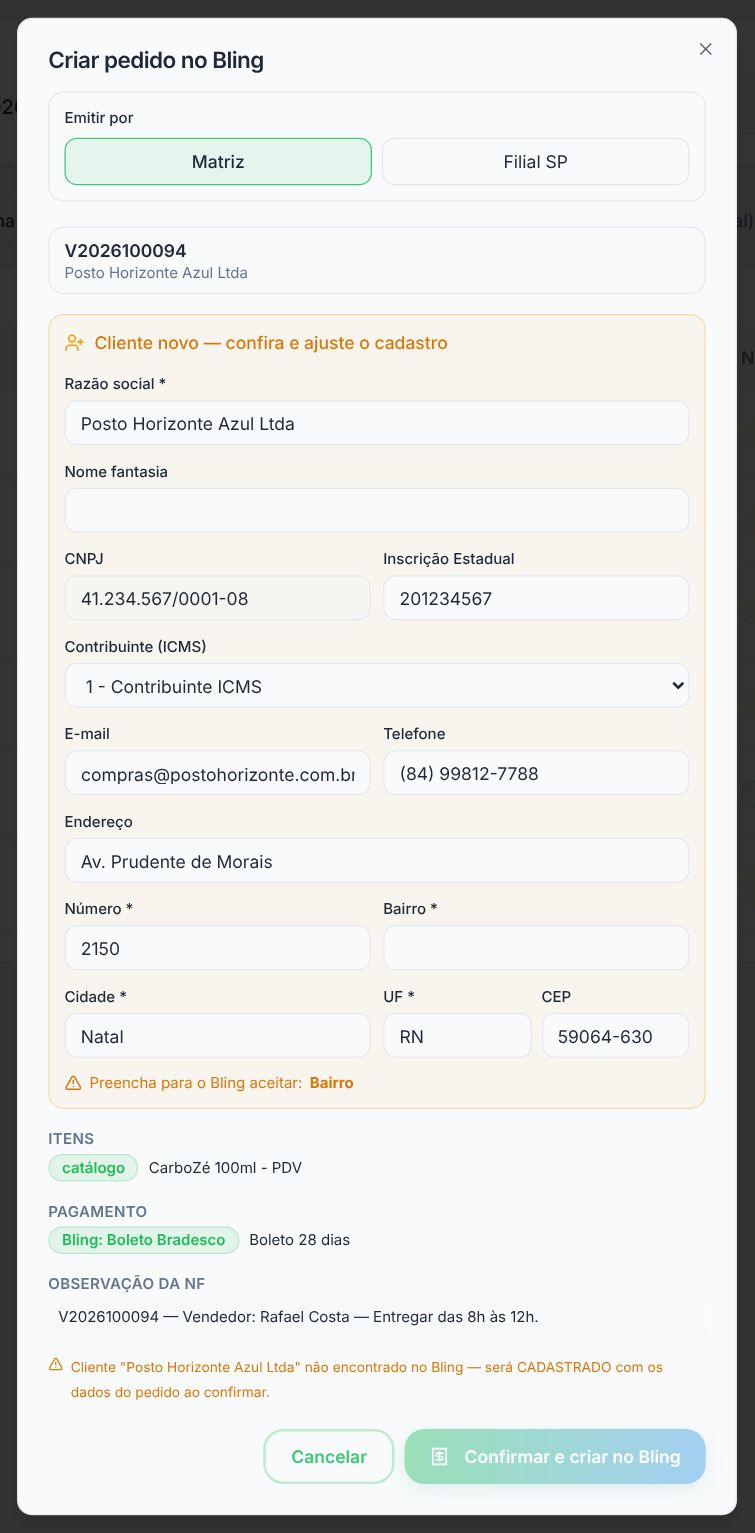 Criar pedido no Bling
Emitir por
Matriz
Filial SP
V2026100094
Posto Horizonte Azul Ltda
Cliente novo — confira e ajuste o cadastro
Razão social *
Posto Horizonte Azul Ltda
Nome fantasia
CNPJ
Inscrição Estadual
41.234.567/0001-08
201234567
Contribuinte (ICMS)
1 - Contribuinte ICMS
E-mail
Telefone
compras@postohorizonte.com.br
(84) 99812-7788
Endereço
Av. Prudente de Morais
Número *
Bairro *
2150
Cidade *
UF *
CEP
Natal
RN
59064-630
Preencha para o Bling aceitar: Bairro
ITENS
catálogo CarboZé 100ml - PDV
PAGAMENTO
Bling: Boleto Bradesco Boleto 28 dias
OBSERVAÇÃO DA NF
V2026100094 — Vendedor: Rafael Costa — Entregar das 8h às 12h.
Cliente "Posto Horizonte Azul Ltda" não encontrado no Bling — será CADASTRADO com os
dados do pedido ao confirmar.
Cancelar
Confirmar e criar no Bling